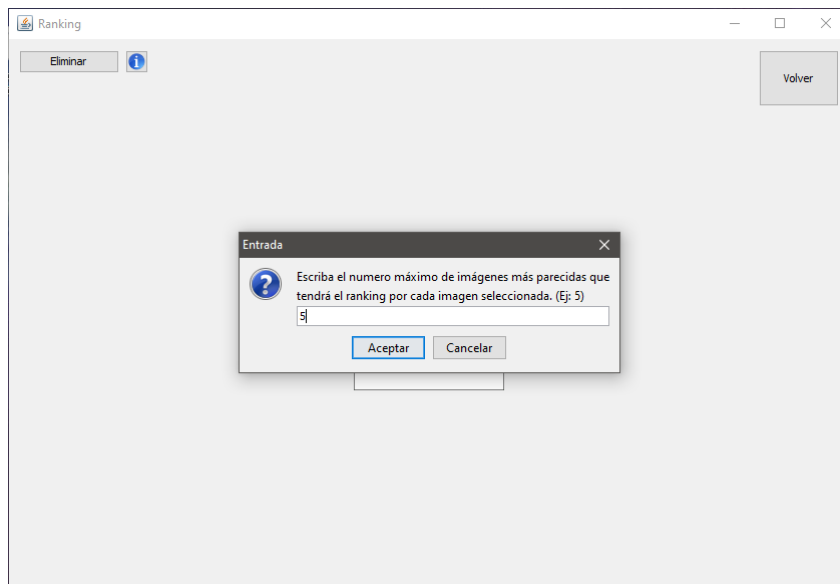 Ranking
Eliminar
Volver
Entrada
Escriba el numero máximo de imágenes más parecidas que
tendrá el ranking por cada imagen seleccionada. (Ej: 5)
5
Aceptar Cancelar